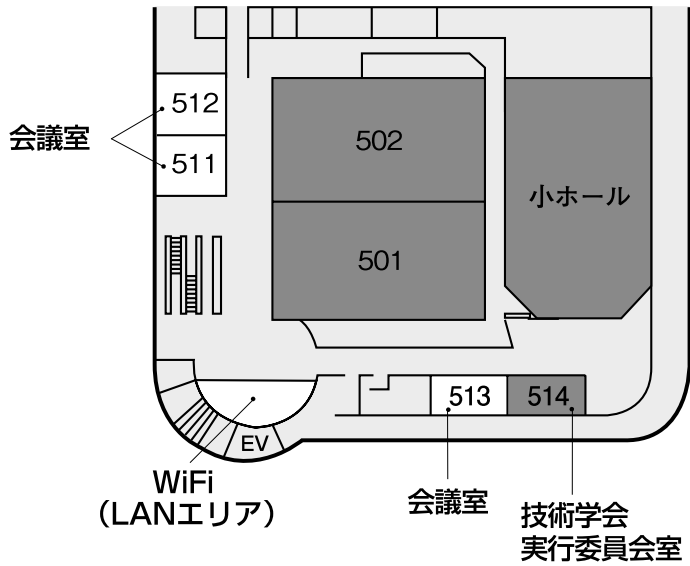 512
会議室
511
502
小ホール
501
513
514
EV
WiFi
（LANエリア）
会議室
技術学会
実行委員会室